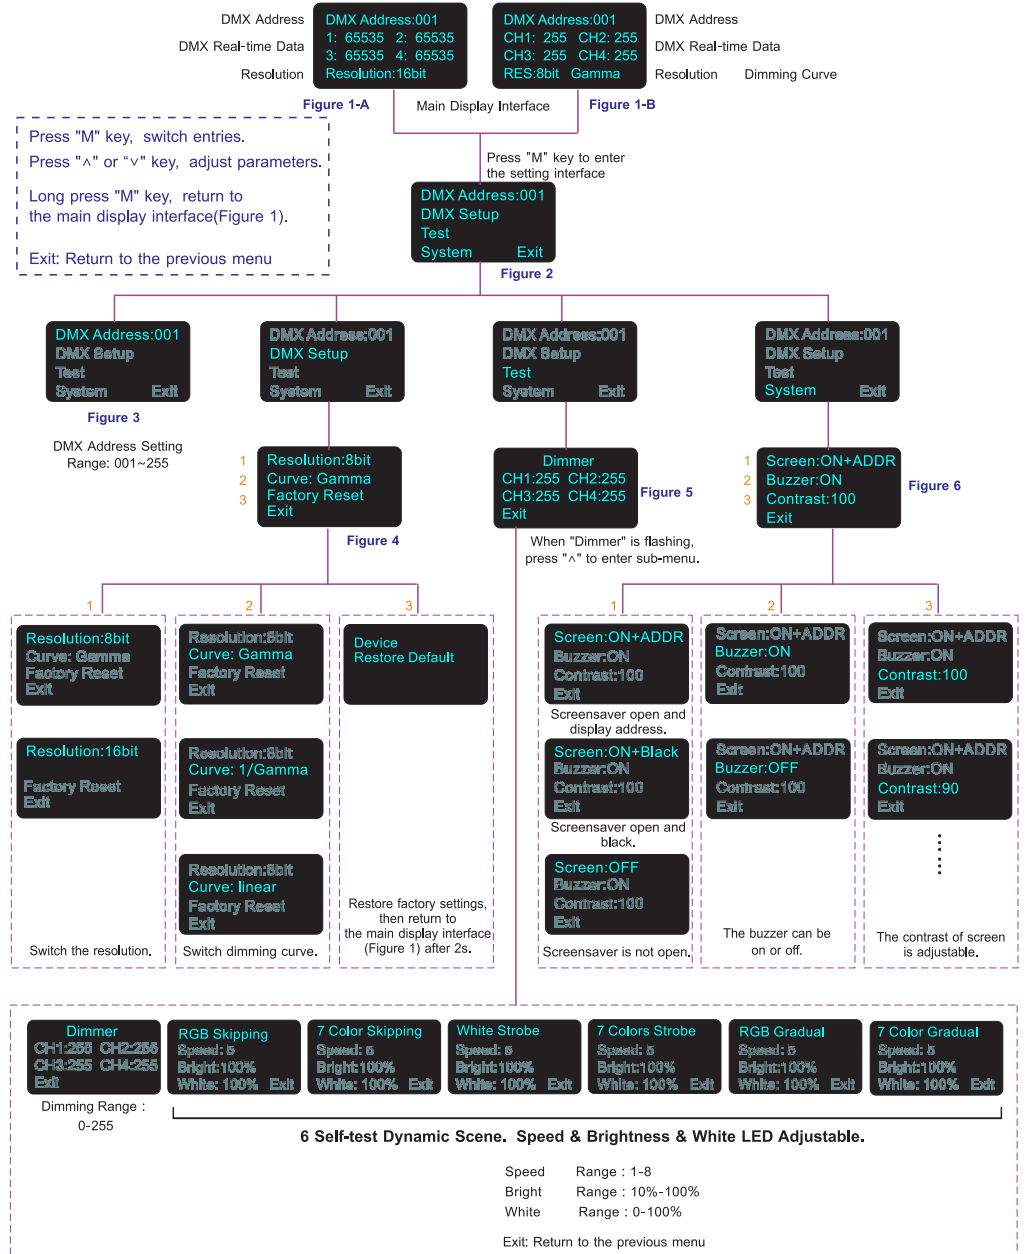 DMX Address
DMX Real-time Data
Resolution
DMX Address:001
1: 65535 2: 65535
3: 65535 4: 65535
Resolution:16bit
DMX Address:001
CH1: 255 CH2: 255
CH3: 255 CH4: 255
RES:8bit Gamma
DMX Address
DMX Real-time Data
Resolution Dimming Curve
Figure 1-A
Main Display Interface
Figure 1-B
Press "M" key, switch entries.
Press "∧" or "∨" key, adjust parameters.
Long press "M" key, return to
the main display interface(Figure 1).
Exit: Return to the previous menu
Press "M" key to enter
the setting interface
DMX Address:001
DMX Setup
Test
System Exit
Figure 2
DMX Address:001
DMX Setup
Test
System Exit
Figure 3
DMX Address Setting
Range: 001~255
DMX Address:001
DMX Setup
Test
System Exit
DMX Address:001
DMX Setup
Test
System Exit
DMX Address:001
DMX Setup
Test
System Exit
1 Resolution:8bit
2 Curve: Gamma
3 Factory Reset
Exit
Figure 4
Dimmer
CH1:255 CH2:255
CH3:255 CH4:255
Exit
Figure 5
When "Dimmer" is flashing,
press "∧" to enter sub-menu.
1 Screen:ON+ADDR
2 Buzzer:ON
3 Contrast:100
Exit
Figure 6
1
Resolution:8bit
Curve: Gamma
Factory Reset
Exit
Resolution:16bit
Factory Reset
Exit
Switch the resolution.
2
Resolution:8bit
Curve: Gamma
Factory Reset
Exit
Resolution:8bit
Curve: 1/Gamma
Factory Reset
Exit
Resolution:8bit
Curve: linear
Factory Reset
Exit
Switch dimming curve.
3
Device
Restore Default
Restore factory settings,
then return to
the main display interface
(Figure 1) after 2s.
1
Screen:ON+ADDR
Buzzer:ON
Contrast:100
Exit
Screensaver open and
display address.
Screen:ON+Black
Buzzer:ON
Contrast:100
Exit
Screensaver open and
black.
Screen:OFF
Buzzer:ON
Contrast:100
Exit
Screensaver is not open.
2
Screen:ON+ADDR
Buzzer:ON
Contrast:100
Exit
Screen:ON+ADDR
Buzzer:OFF
Contrast:100
Exit
The buzzer can be
on or off.
3
Screen:ON+ADDR
Buzzer:ON
Contrast:100
Exit
Screen:ON+ADDR
Buzzer:ON
Contrast:90
Exit
The contrast of screen
is adjustable.
Dimmer
CH1:255 CH2:255
CH3:255 CH4:255
Exit
Dimming Range :
0-255
RGB Skipping
Speed: 5
Bright:100%
White: 100% Exit
7 Color Skipping
Speed: 5
Bright:100%
White: 100% Exit
White Strobe
Speed: 5
Bright:100%
White: 100% Exit
7 Colors Strobe
Speed: 5
Bright:100%
White: 100% Exit
RGB Gradual
Speed: 5
Bright:100%
White: 100% Exit
7 Color Gradual
Speed: 5
Bright:100%
White: 100% Exit
6 Self-test Dynamic Scene. Speed & Brightness & White LED Adjustable.
Speed Range : 1-8
Bright Range : 10%-100%
White Range : 0-100%
Exit: Return to the previous menu